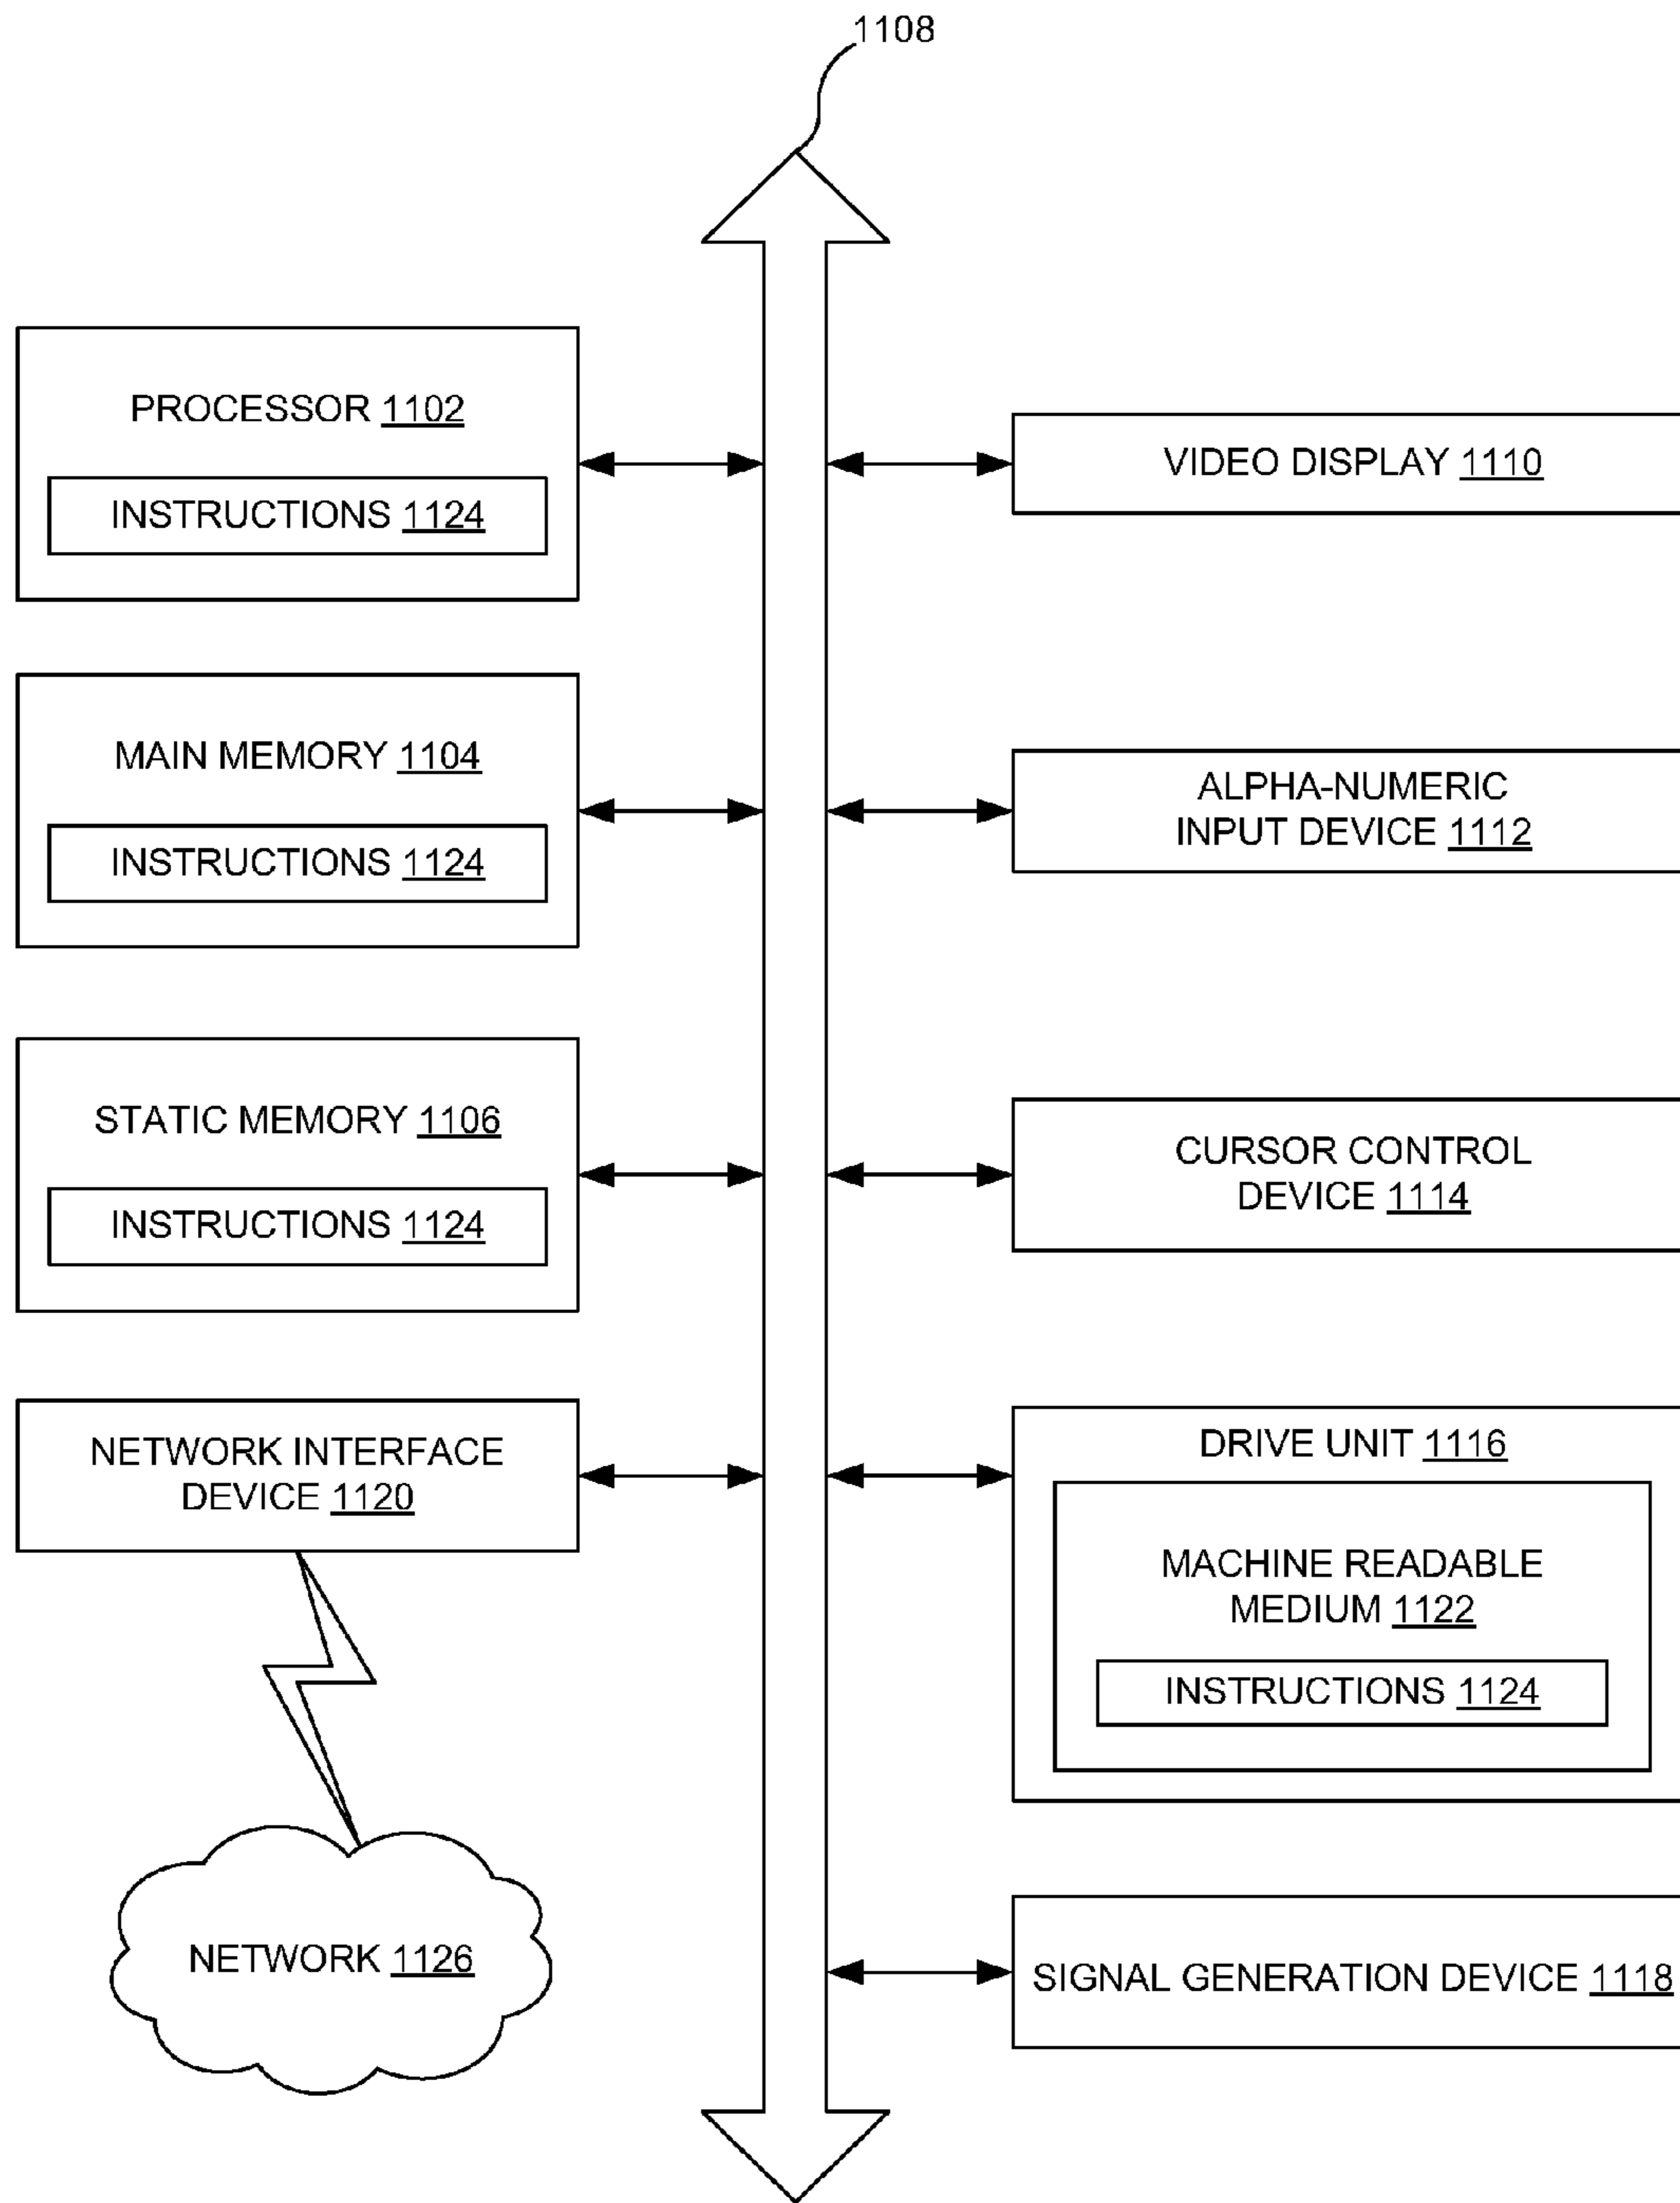 1108
PROCESSOR 1102
INSTRUCTIONS 1124
MAIN MEMORY 1104
INSTRUCTIONS 1124
STATIC MEMORY 1106
INSTRUCTIONS 1124
NETWORK INTERFACE
DEVICE 1120
NETWORK 1126
VIDEO DISPLAY 1110
ALPHA-NUMERIC
INPUT DEVICE 1112
CURSOR CONTROL
DEVICE 1114
DRIVE UNIT 1116
MACHINE READABLE
MEDIUM 1122
INSTRUCTIONS 1124
SIGNAL GENERATION DEVICE 1118